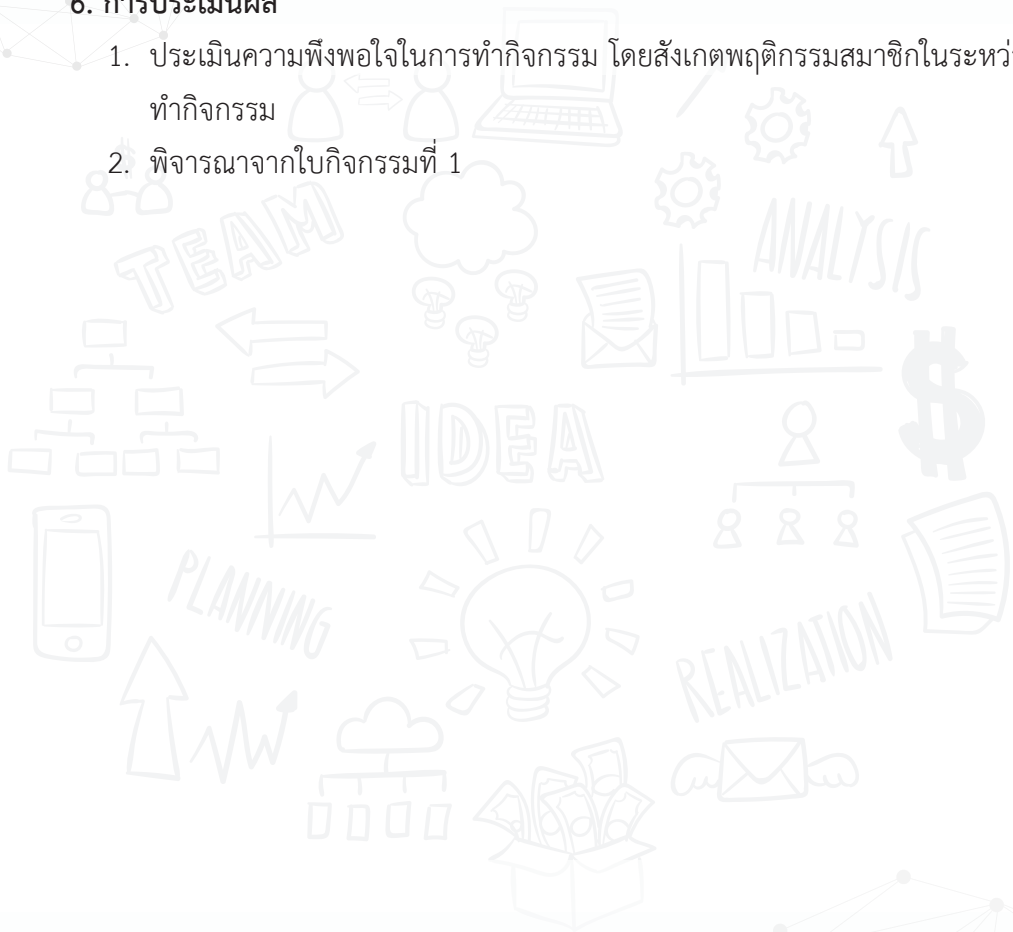 6. การประเมินผล
1. ประเมินความพึงพอใจในการทำกิจกรรม โดยสังเกตพฤติกรรมสมาชิกในระหว่
ทำกิจกรรม
2. พิจารณาจากใบกิจกรรมที่ 1
TEAM
ANALYSIS
IDEA
PLANNING
REALIZATION